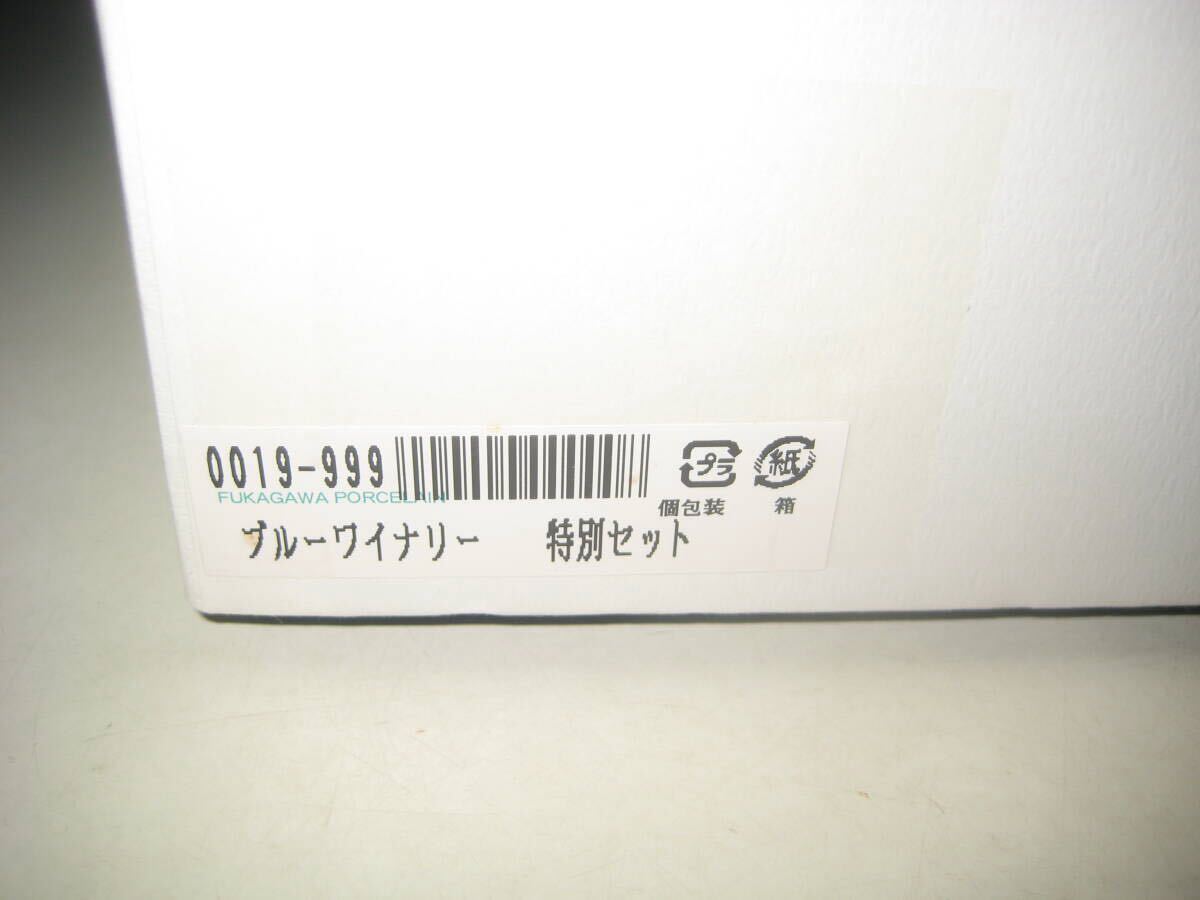 0019-999
FUKAGAWA PORCELAIN
プラ
個包装
紙
箱
ブルーワイナリー 特別セット